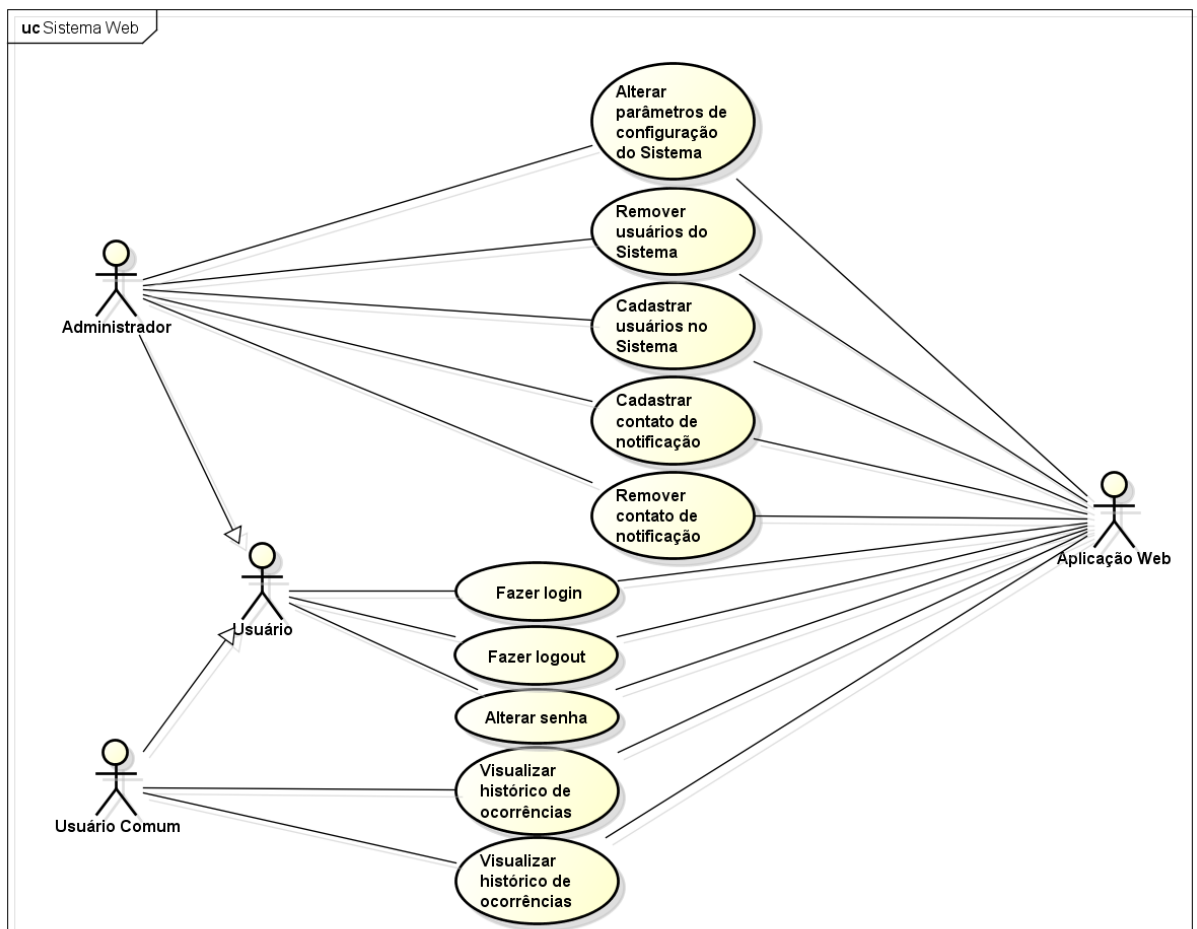 uc Sistema Web
Alterar
parâmetros de
configuração
do Sistema
Remover
usuários do
Sistema
Cadastrar
usuários no
Sistema
Cadastrar
contato de
notificação
Remover
contato de
notificação
Administrador
Aplicação Web
Usuário
Fazer login
Fazer logout
Alterar senha
Visualizar
histórico de
ocorrências
Usuário Comum
Visualizar
histórico de
ocorrências